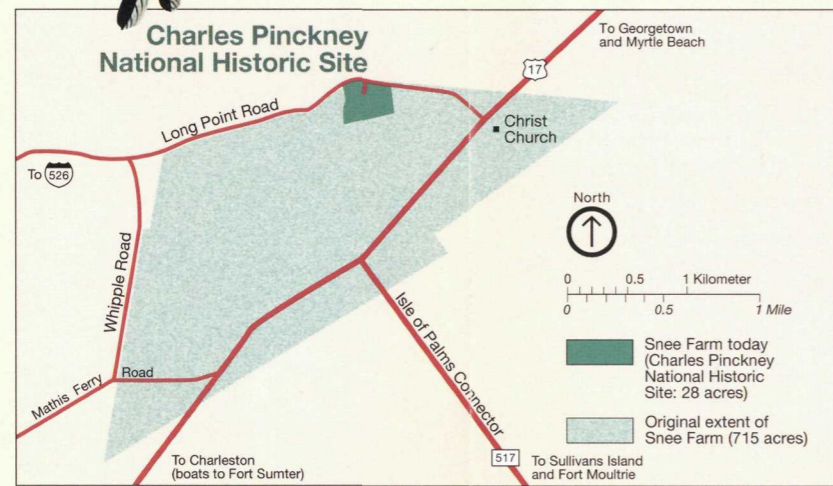 Charles Pinckney
National Historic Site
To Georgetown
and Myrtle Beach
17
Long Point Road
Christ
Church
To 526
North
Whipple Road
0 0.5 1 Kilometer
0 0.5 1 Mile
Isle of Palms Connector
Snee Farm today
(Charles Pinckney
National Historic
Site: 28 acres)
Mathis Ferry Road
Original extent of
Snee Farm (715 acres)
To Charleston
(boats to Fort Sumter)
517
To Sullivans Island
and Fort Moultrie